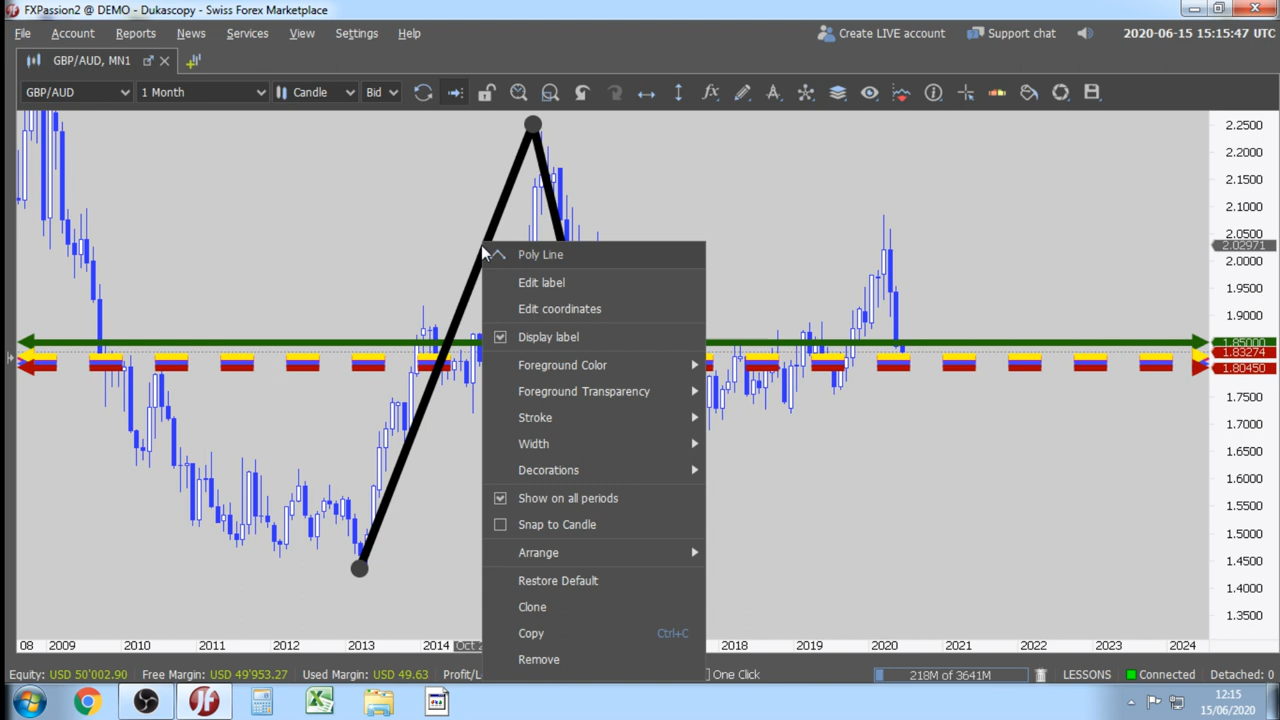 FXPassion2 @ DEMO - Dukascopy - Swiss Forex Marketplace
File Account Reports News Services View Settings Help Create LIVE account Support chat 2020-06-15 15:15:47 UTC
GBP/AUD, MN1
GBP/AUD 1 Month Candle Bid
2.2500
2.2000
2.1500
2.1000
2.0500
2.02971
2.0000
1.9500
1.9000
1.85000
1.83274
1.80450
1.7500
1.7000
1.6500
1.6000
1.5500
1.5000
1.4500
1.4000
1.3500
Poly Line
Edit label
Edit coordinates
Display label
Foreground Color
Foreground Transparency
Stroke
Width
Decorations
Show on all periods
Snap to Candle
Arrange
Restore Default
Clone
Copy Ctrl+C
Remove
08 2009 2010 2011 2012 2013 2014 Oct 2018 2019 2020 2021 2022 2023 2024
Equity: USD 50'002.90 Free Margin: USD 49'953.27 Used Margin: USD 49.63 Profit/L One Click 218M of 3641M LESSONS Connected Detached: 0
12:15
15/06/2020